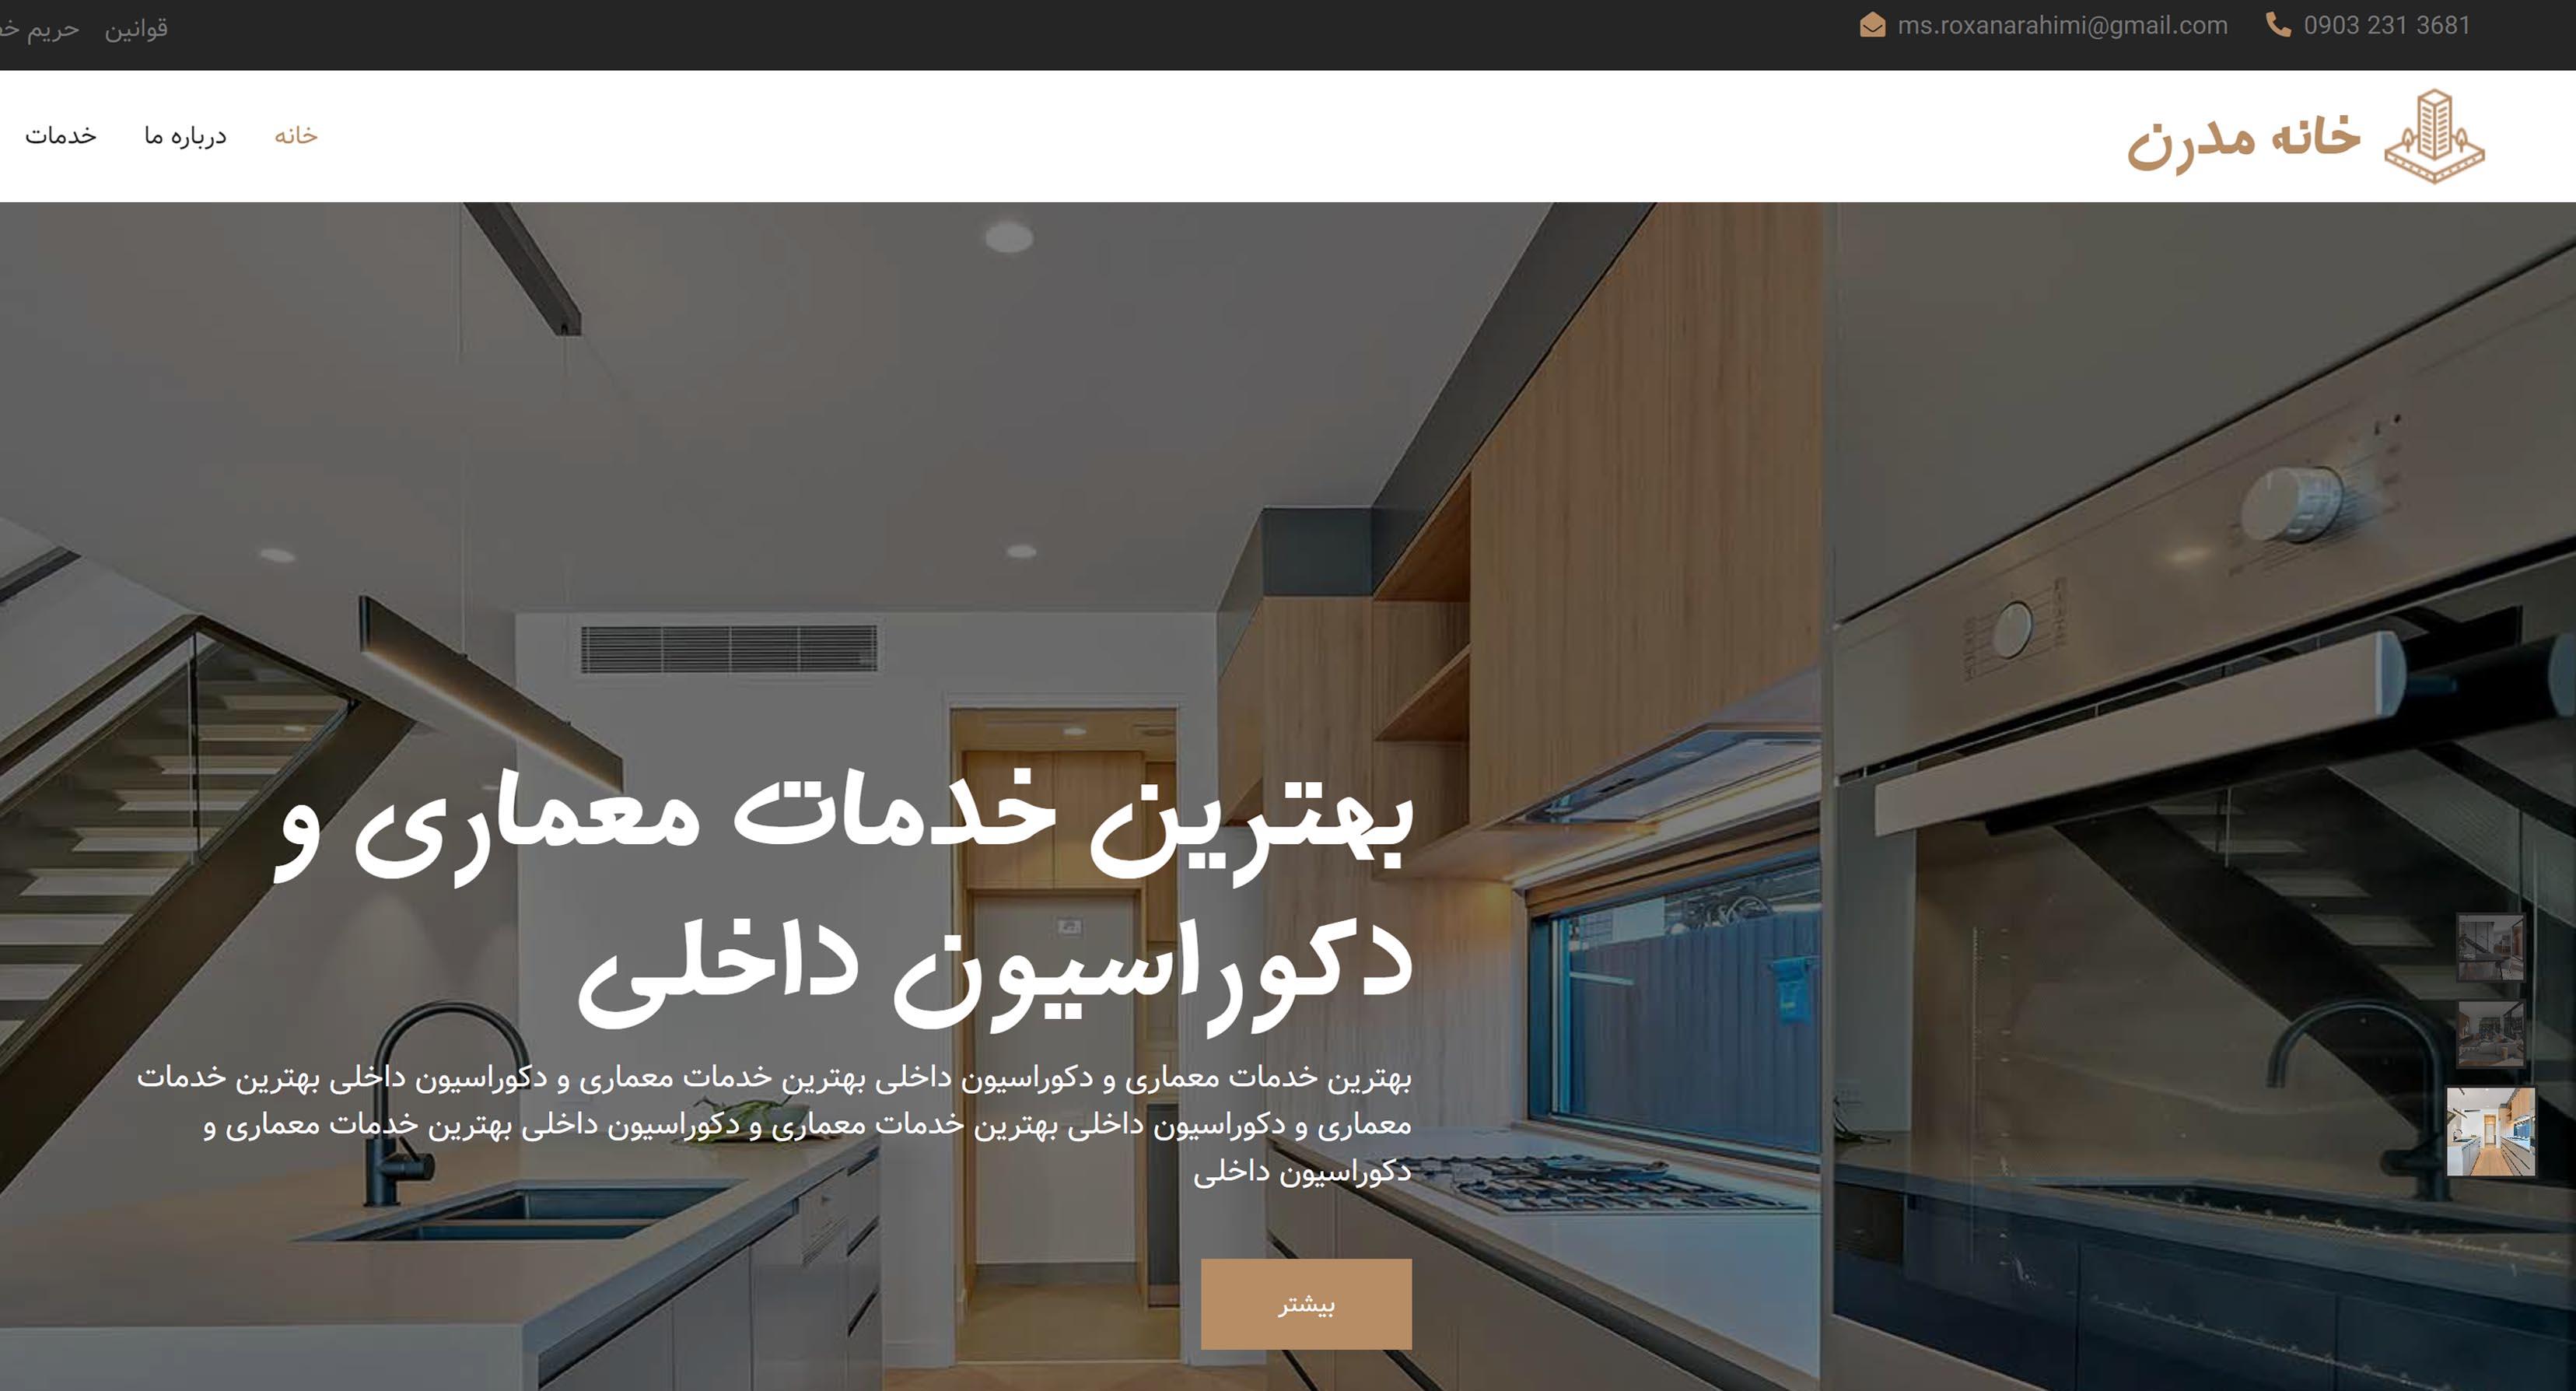 0903 231 3681 ms.roxanarahimi@gmail.com قوانین حریم
خانه مدرن
خانه درباره ما خدمات
بهترین خدمات معماری و
دکوراسیون داخلی
بهترین خدمات معماری و دکوراسیون داخلی بهترین خدمات معماری و دکوراسیون داخلی بهترین خدمات
معماری و دکوراسیون داخلی بهترین خدمات معماری و دکوراسیون داخلی بهترین خدمات معماری و
دکوراسیون داخلی
بیشتر